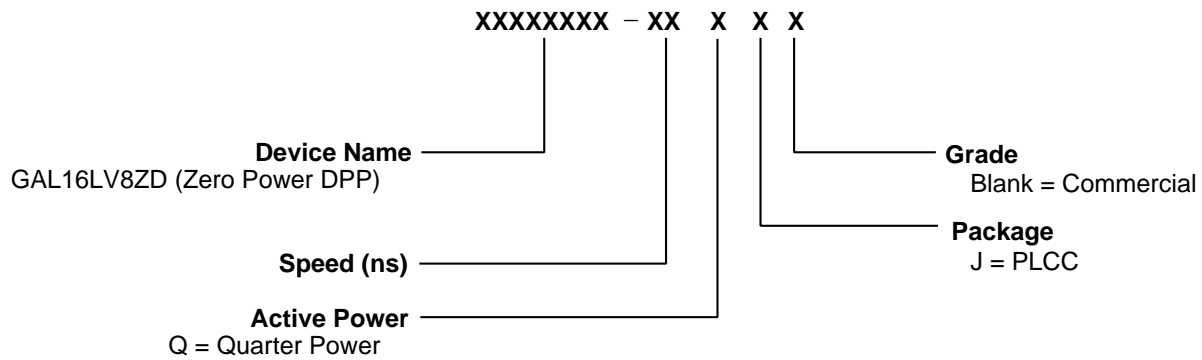 XXXXXXXX – XX X X X
Device Name
GAL16LV8ZD (Zero Power DPP)
Grade
Blank = Commercial
Package
J = PLCC
Speed (ns)
Active Power
Q = Quarter Power